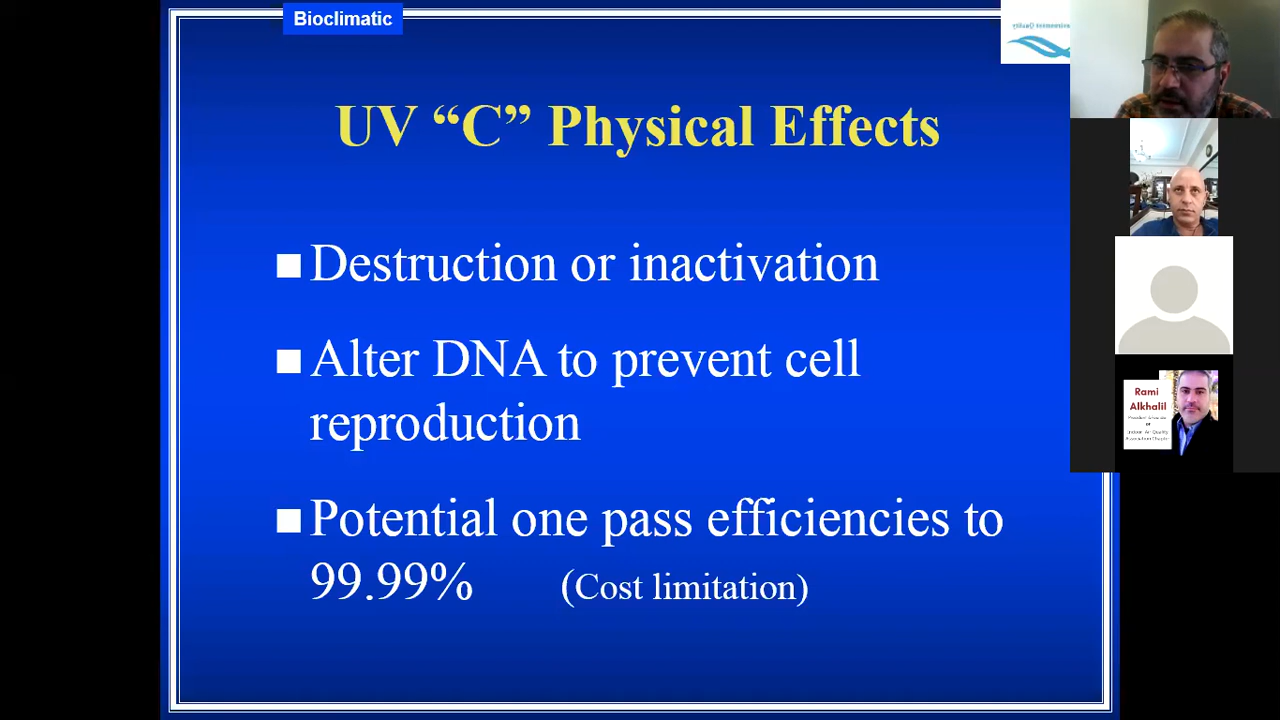 Bioclimatic
UV “C” Physical Effects
Destruction or inactivation
Alter DNA to prevent cell
reproduction
Potential one pass efficiencies to
99.99% (Cost limitation)
Rami
Alkhalil